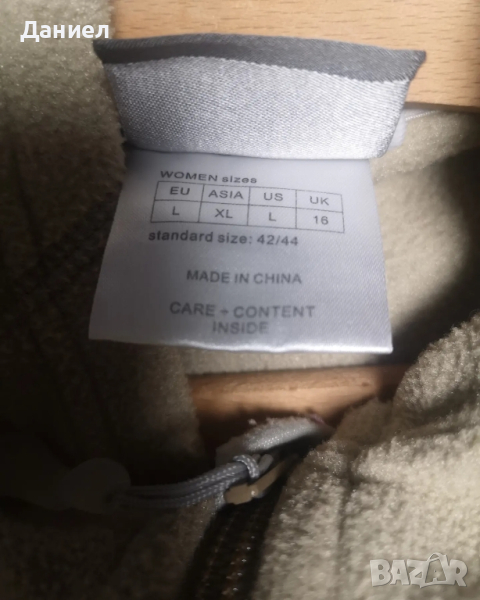 Даниел
WOMEN sizes
EU ASIA US UK
L XL L 16
standard size: 42/44
MADE IN CHINA
CARE + CONTENT
INSIDE
BAZAR